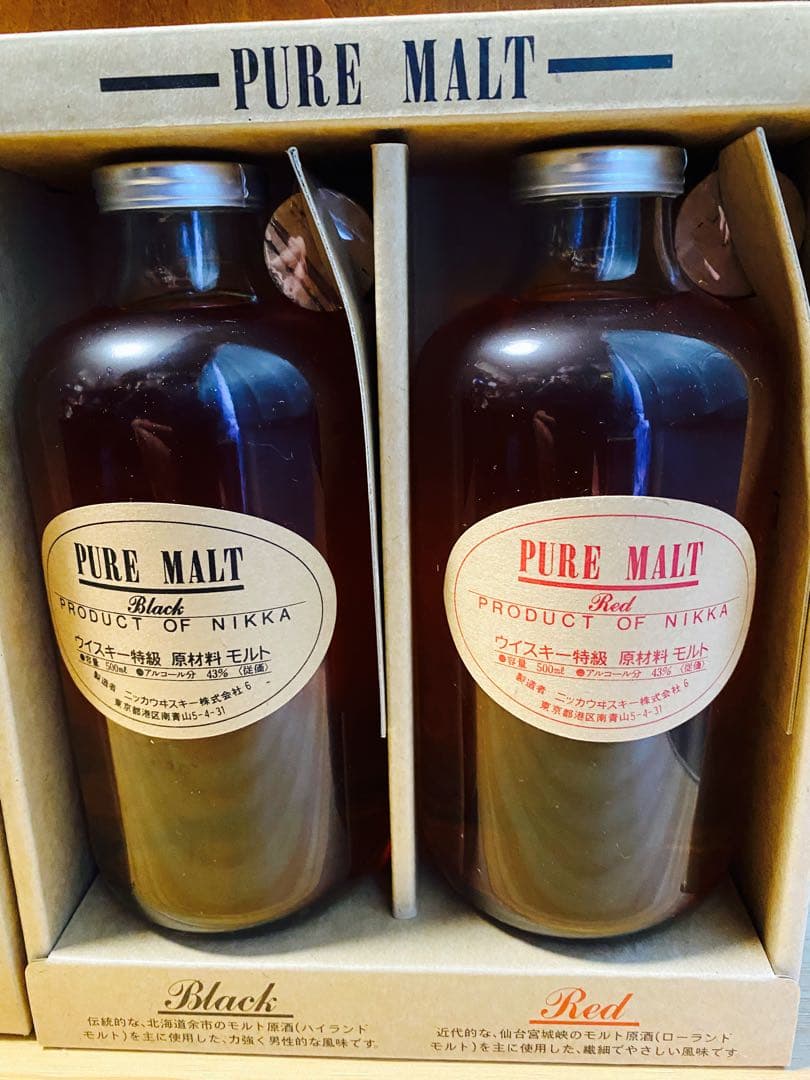 PURE MALT
PURE MALT
Black
PRODUCT OF NIKKA
ウイスキー特級 原材料 モルト
●容量 500ml ●アルコール分 43% (従価)
製造者 ニッカウヰスキー株式会社 6
東京都港区南青山5-4-31
PURE MALT
Red
PRODUCT OF NIKKA
ウイスキー特級 原材料 モルト
●容量 500ml ●アルコール分 43% (従価)
製造者 ニッカウヰスキー株式会社 6
東京都港区南青山5-4-31
Black
伝統的な、北海道余市のモルト原酒(ハイランド
モルト)を主に使用した、力強く男性的な風味です。
Red
近代的な、仙台宮城峡のモルト原酒(ローランド
モルト)を主に使用した、繊細でやさしい風味です。